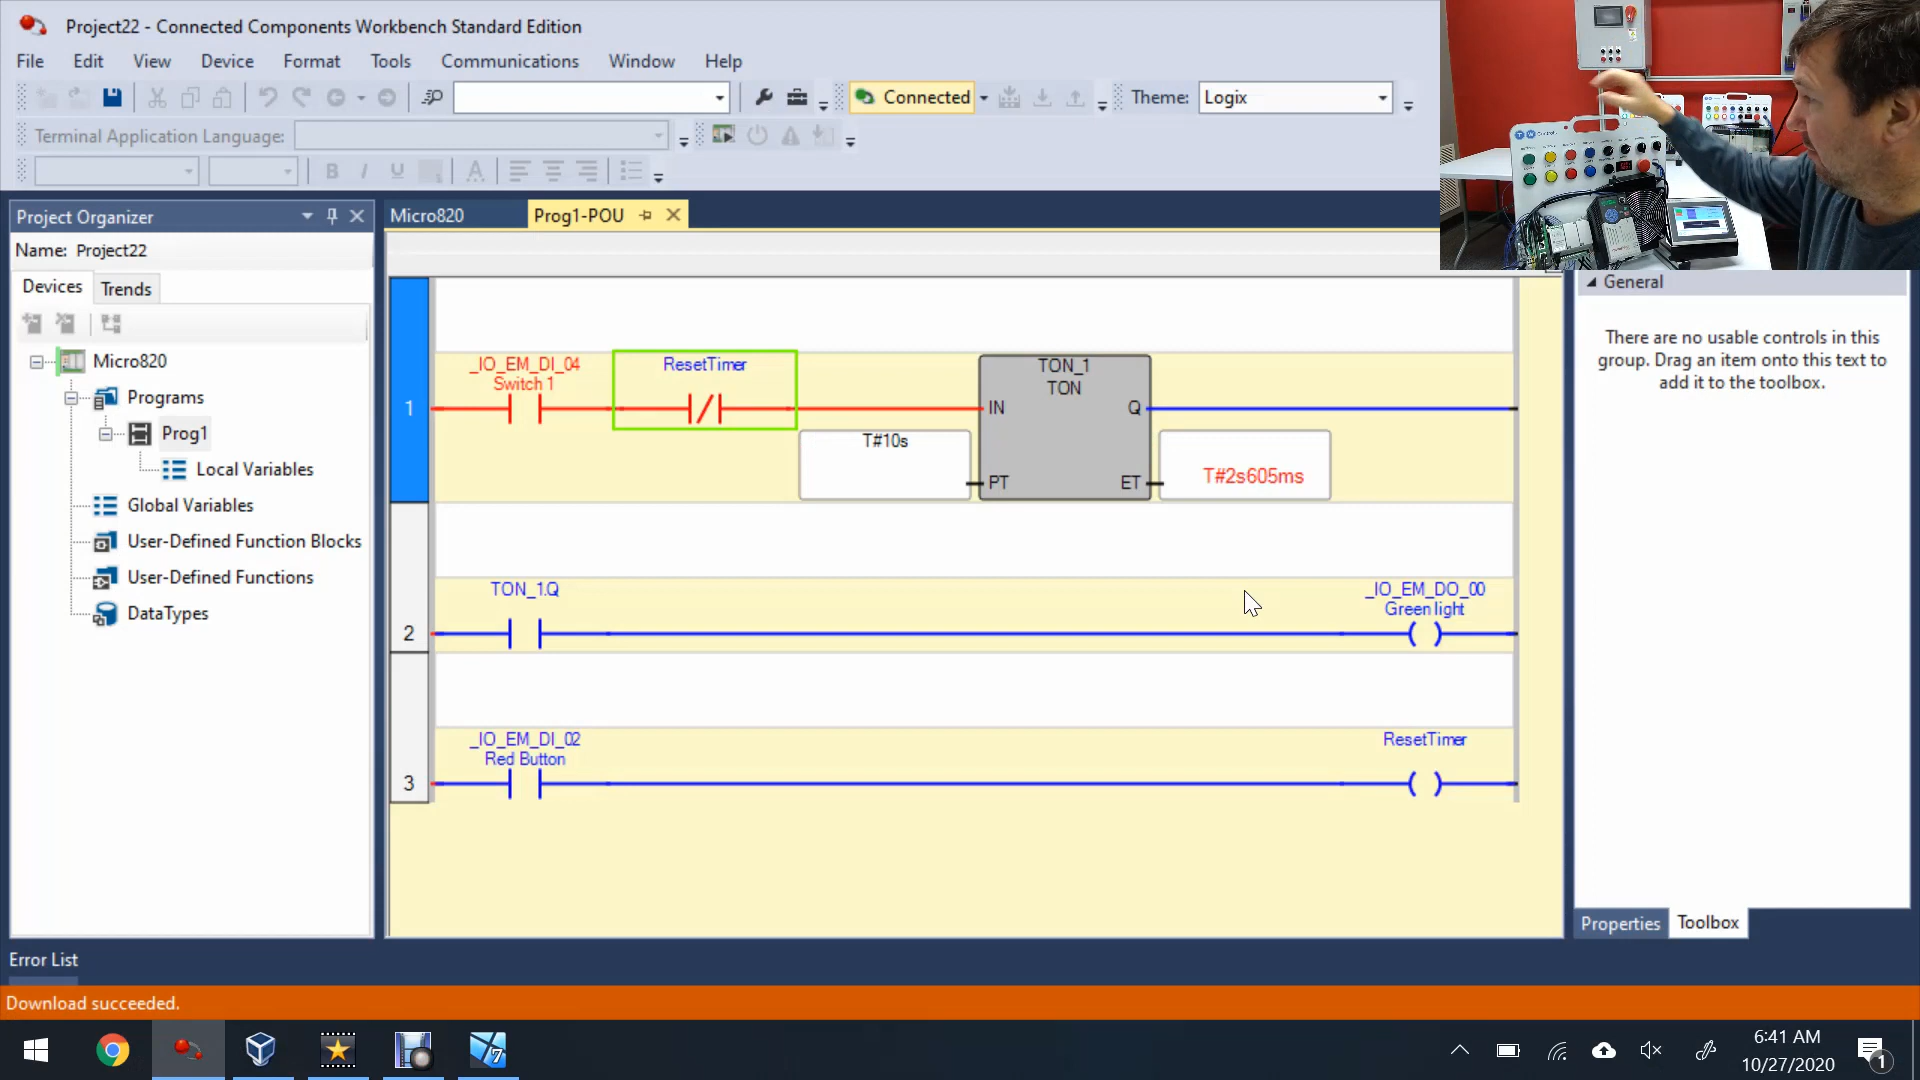 Project22 - Connected Components Workbench Standard Edition
File Edit View Device Format Tools Communications Window Help
Connected
Theme: Logix
Terminal Application Language:
B I U A
Project Organizer
Name: Project22
Devices Trends
Micro820
Programs
Prog1
Local Variables
Global Variables
User-Defined Function Blocks
User-Defined Functions
DataTypes
Micro820 Prog1-POU
1
_IO_EM_DI_04
Switch 1
ResetTimer
TON_1
TON
IN Q
T#10s
PT ET
T#2s605ms
2
TON_1.Q
_IO_EM_DO_00
Green light
3
_IO_EM_DI_02
Red Button
ResetTimer
General
There are no usable controls in this
group. Drag an item onto this text to
add it to the toolbox.
Properties Toolbox
Error List
Download succeeded.
7
6:41 AM
10/27/2020
1